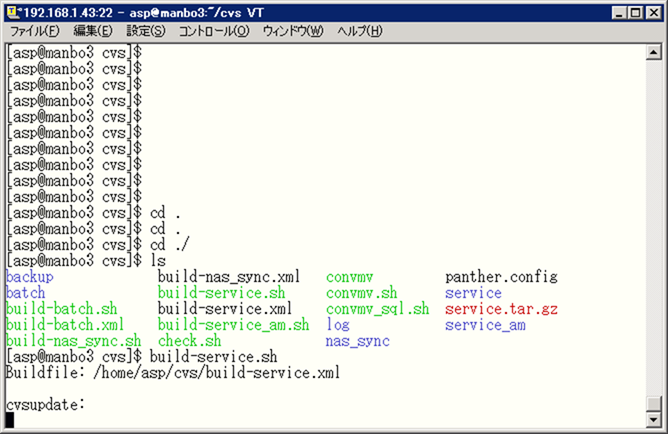 *192.168.1.43:22 - asp@manbo3:~/cvs VT
ファイル(F) 編集(E) 設定(S) コントロール(O) ウィンドウ(W) ヘルプ(H)
[asp@manbo3 cvs]$
[asp@manbo3 cvs]$
[asp@manbo3 cvs]$
[asp@manbo3 cvs]$
[asp@manbo3 cvs]$
[asp@manbo3 cvs]$
[asp@manbo3 cvs]$
[asp@manbo3 cvs]$
[asp@manbo3 cvs]$
[asp@manbo3 cvs]$
[asp@manbo3 cvs]$ cd .
[asp@manbo3 cvs]$ cd .
[asp@manbo3 cvs]$ cd ./
[asp@manbo3 cvs]$ ls
backup build-nas_sync.xml convmv panther.config
batch build-service.sh convmv.sh service
build-batch.sh build-service.xml convmv_sql.sh service.tar.gz
build-batch.xml build-service_am.sh log service_am
build-nas_sync.sh check.sh nas_sync
[asp@manbo3 cvs]$ build-service.sh
Buildfile: /home/asp/cvs/build-service.xml
cvsupdate: